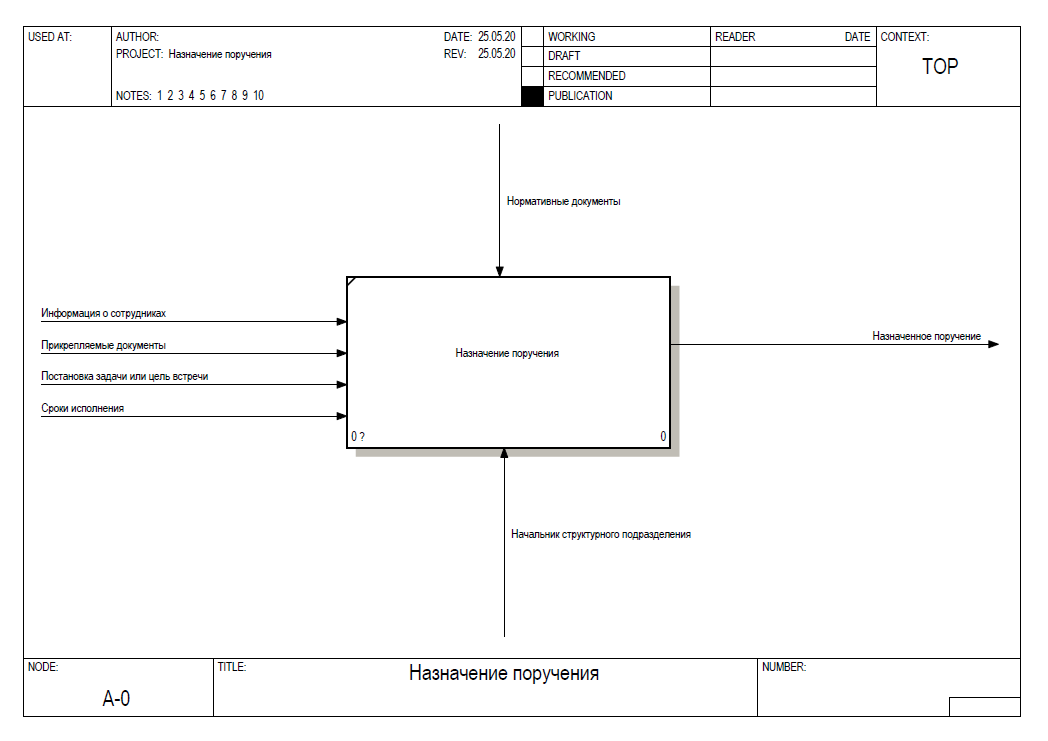 USED AT:
AUTHOR:
DATE: 25.05.20
PROJECT: Назначение поручения
REV: 25.05.20
NOTES: 1 2 3 4 5 6 7 8 9 10
WORKING
DRAFT
RECOMMENDED
PUBLICATION
READER DATE
CONTEXT:
TOP
Нормативные документы
Информация о сотрудниках
Прикрепляемые документы
Постановка задачи или цель встречи
Сроки исполнения
Назначение поручения
0 ?
0
Назначенное поручение
Начальник структурного подразделения
NODE:
A-0
TITLE:
Назначение поручения
NUMBER: